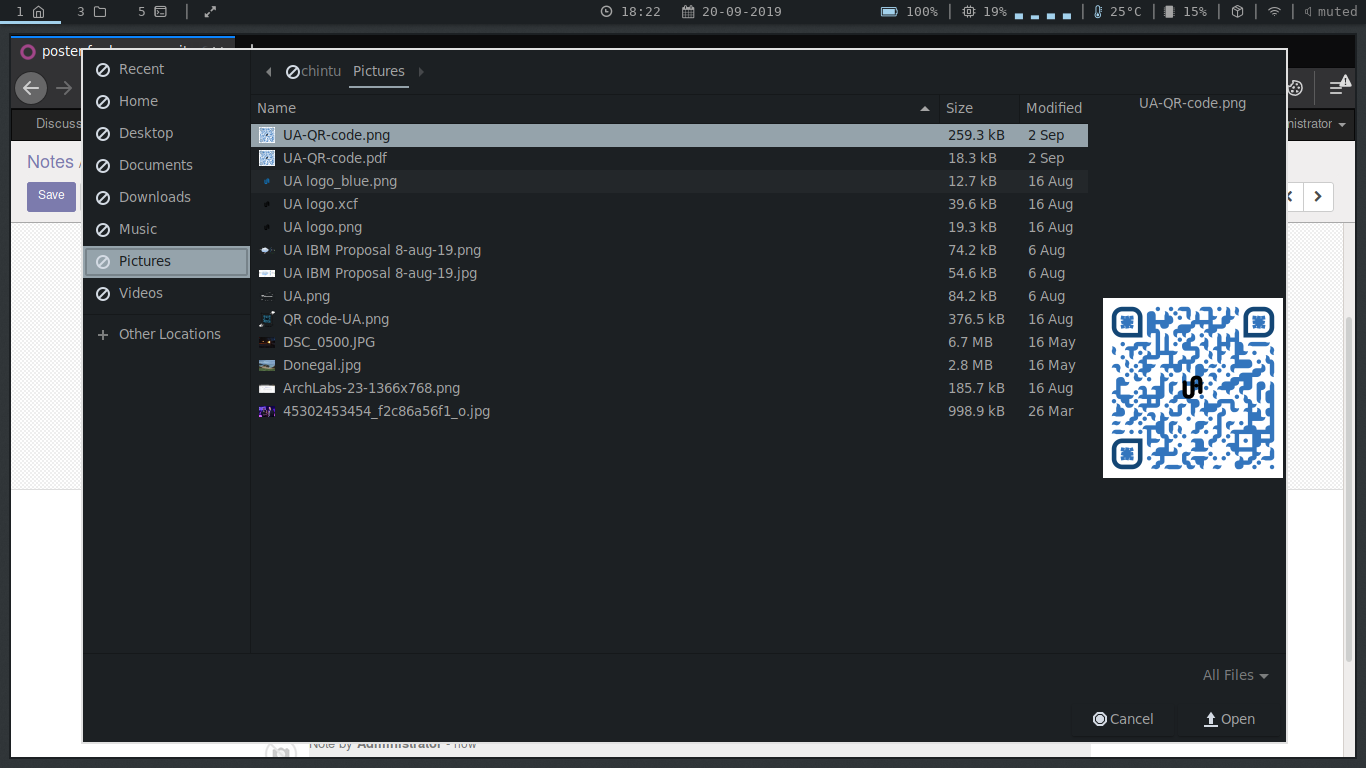 1 3 5 18:22 20-09-2019 100% 19% 25°C 15% muted
Recent
Home
Desktop
Documents
Downloads
Music
Pictures
Videos
Other Locations
chintu Pictures
Name Size Modified
UA-QR-code.png 259.3 kB 2 Sep
UA-QR-code.pdf 18.3 kB 2 Sep
UA logo_blue.png 12.7 kB 16 Aug
UA logo.xcf 39.6 kB 16 Aug
UA logo.png 19.3 kB 16 Aug
UA IBM Proposal 8-aug-19.png 74.2 kB 6 Aug
UA IBM Proposal 8-aug-19.jpg 54.6 kB 6 Aug
UA.png 84.2 kB 6 Aug
QR code-UA.png 376.5 kB 16 Aug
DSC_0500.JPG 6.7 MB 16 May
Donegal.jpg 2.8 MB 16 May
ArchLabs-23-1366x768.png 185.7 kB 16 Aug
45302453454_f2c86a56f1_o.jpg 998.9 kB 26 Mar
UA-QR-code.png
UA
All Files
Cancel Open
Discuss
nistrator
Notes /
Save
Note by Administrator - now